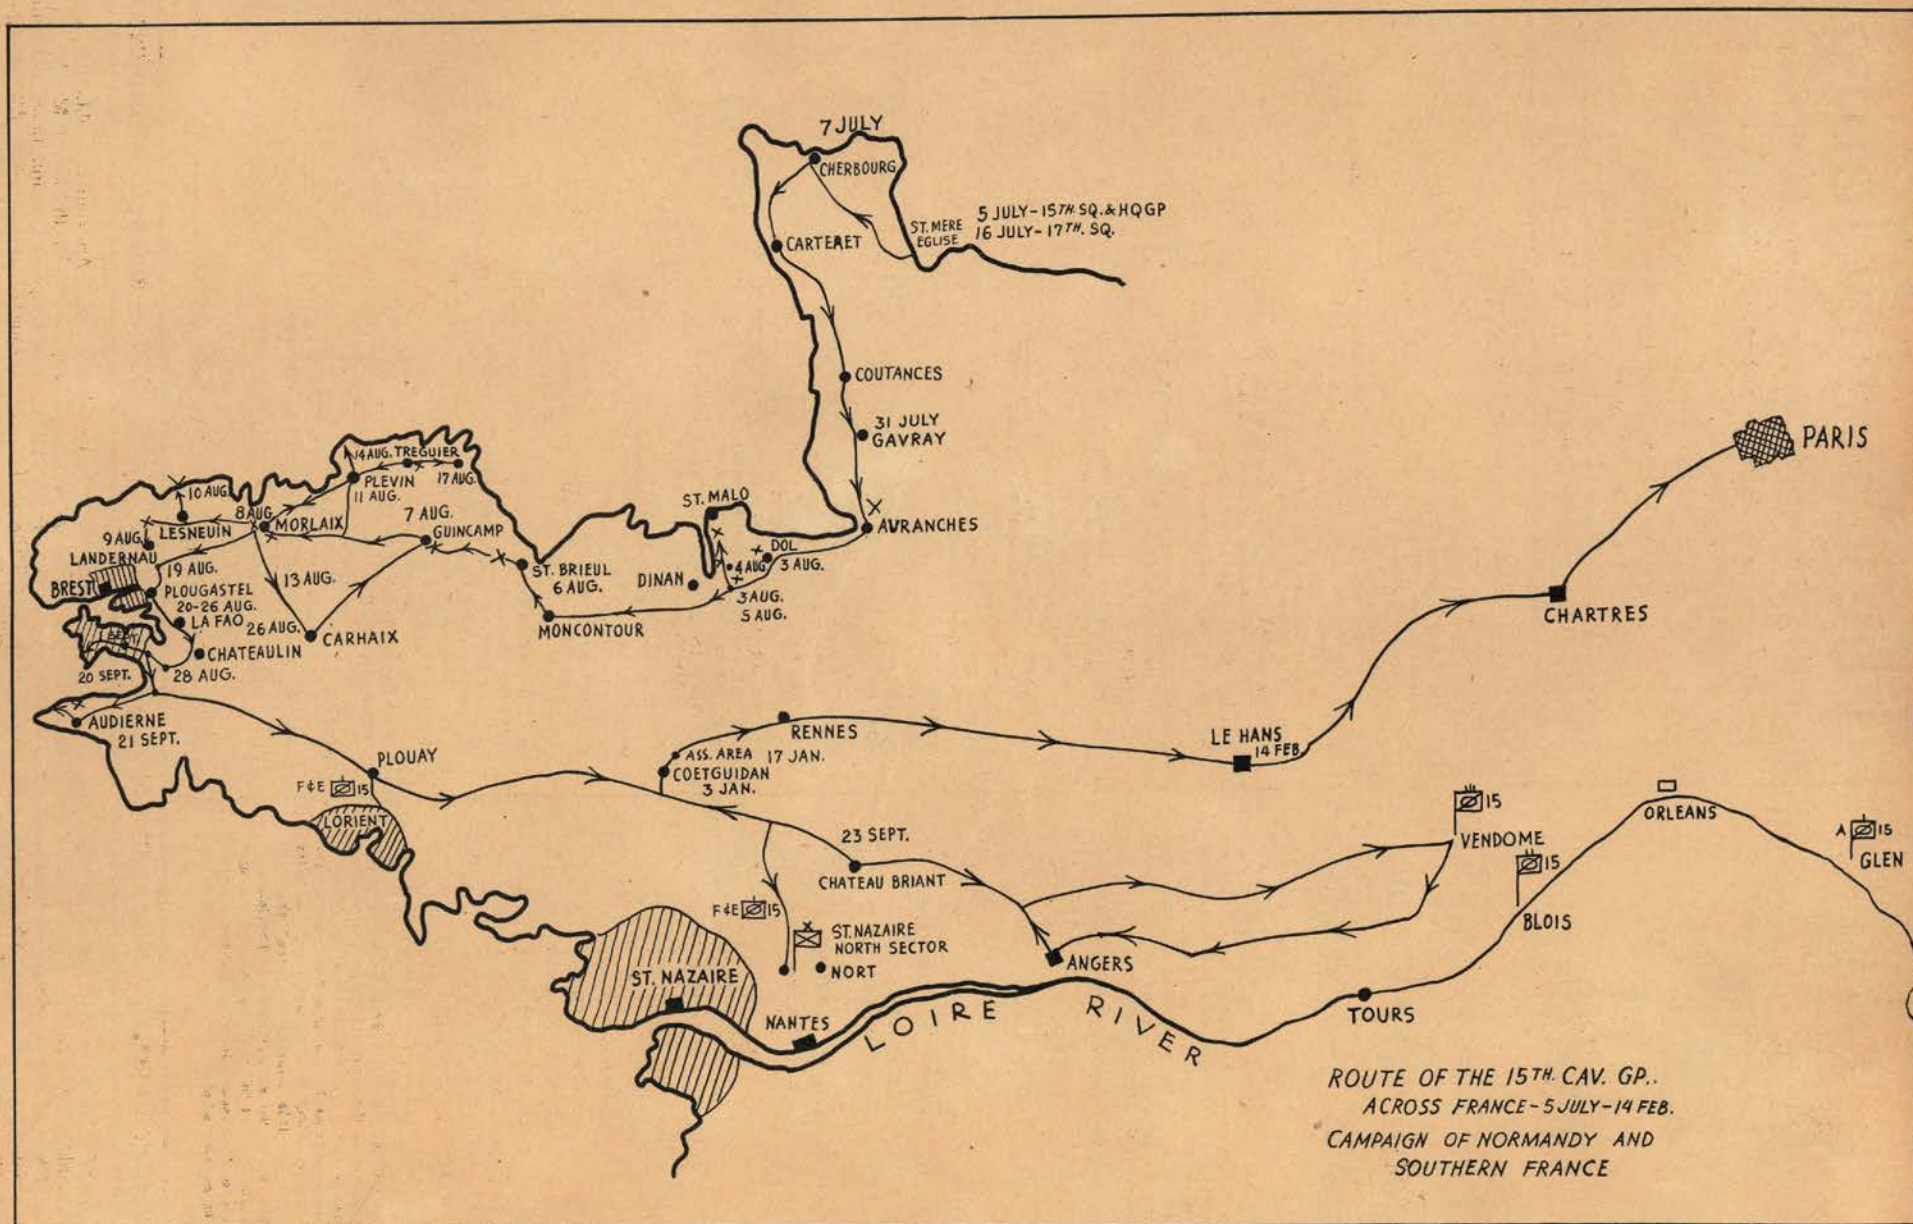 7 JULY
CHERBOURG
ST. MERE
EGLISE
5 JULY-15TH. SQ. & HQ GP
16 JULY-17TH. SQ.
CARTERET
COUTANCES
31 JULY
GAVRAY
AVRANCHES
PARIS
14 AUG. TREGUIER
PLEVIN
11 AUG.
17 AUG.
10 AUG.
8 AUG.
MORLAIX
7 AUG.
GUINCAMP
ST. MALO
DOL
3 AUG.
4 AUG
9 AUG.
LESNEUIN
LANDERNAU
19 AUG.
13 AUG.
ST. BRIEUL
6 AUG.
DINAN
3 AUG.
5 AUG.
BREST
PLOUGASTEL
20-26 AUG.
LA FAO
26 AUG.
CARHAIX
MONCONTOUR
CHARTRES
CHATEAULIN
20 SEPT.
28 AUG.
AUDIERNE
21 SEPT.
RENNES
LE HANS
14 FEB.
PLOUAY
ASS. AREA 17 JAN.
COETGUIDAN
3 JAN.
F&E 15
LORIENT
15
VENDOME
ORLEANS
A 15
GLEN
23 SEPT.
CHATEAU BRIANT
15
BLOIS
F&E 15
ST. NAZAIRE
NORTH SECTOR
NORT
ANGERS
ST. NAZAIRE
NANTES
LOIRE RIVER
TOURS
ROUTE OF THE 15TH. CAV. GP..
ACROSS FRANCE-5 JULY-14 FEB.
CAMPAIGN OF NORMANDY AND
SOUTHERN FRANCE